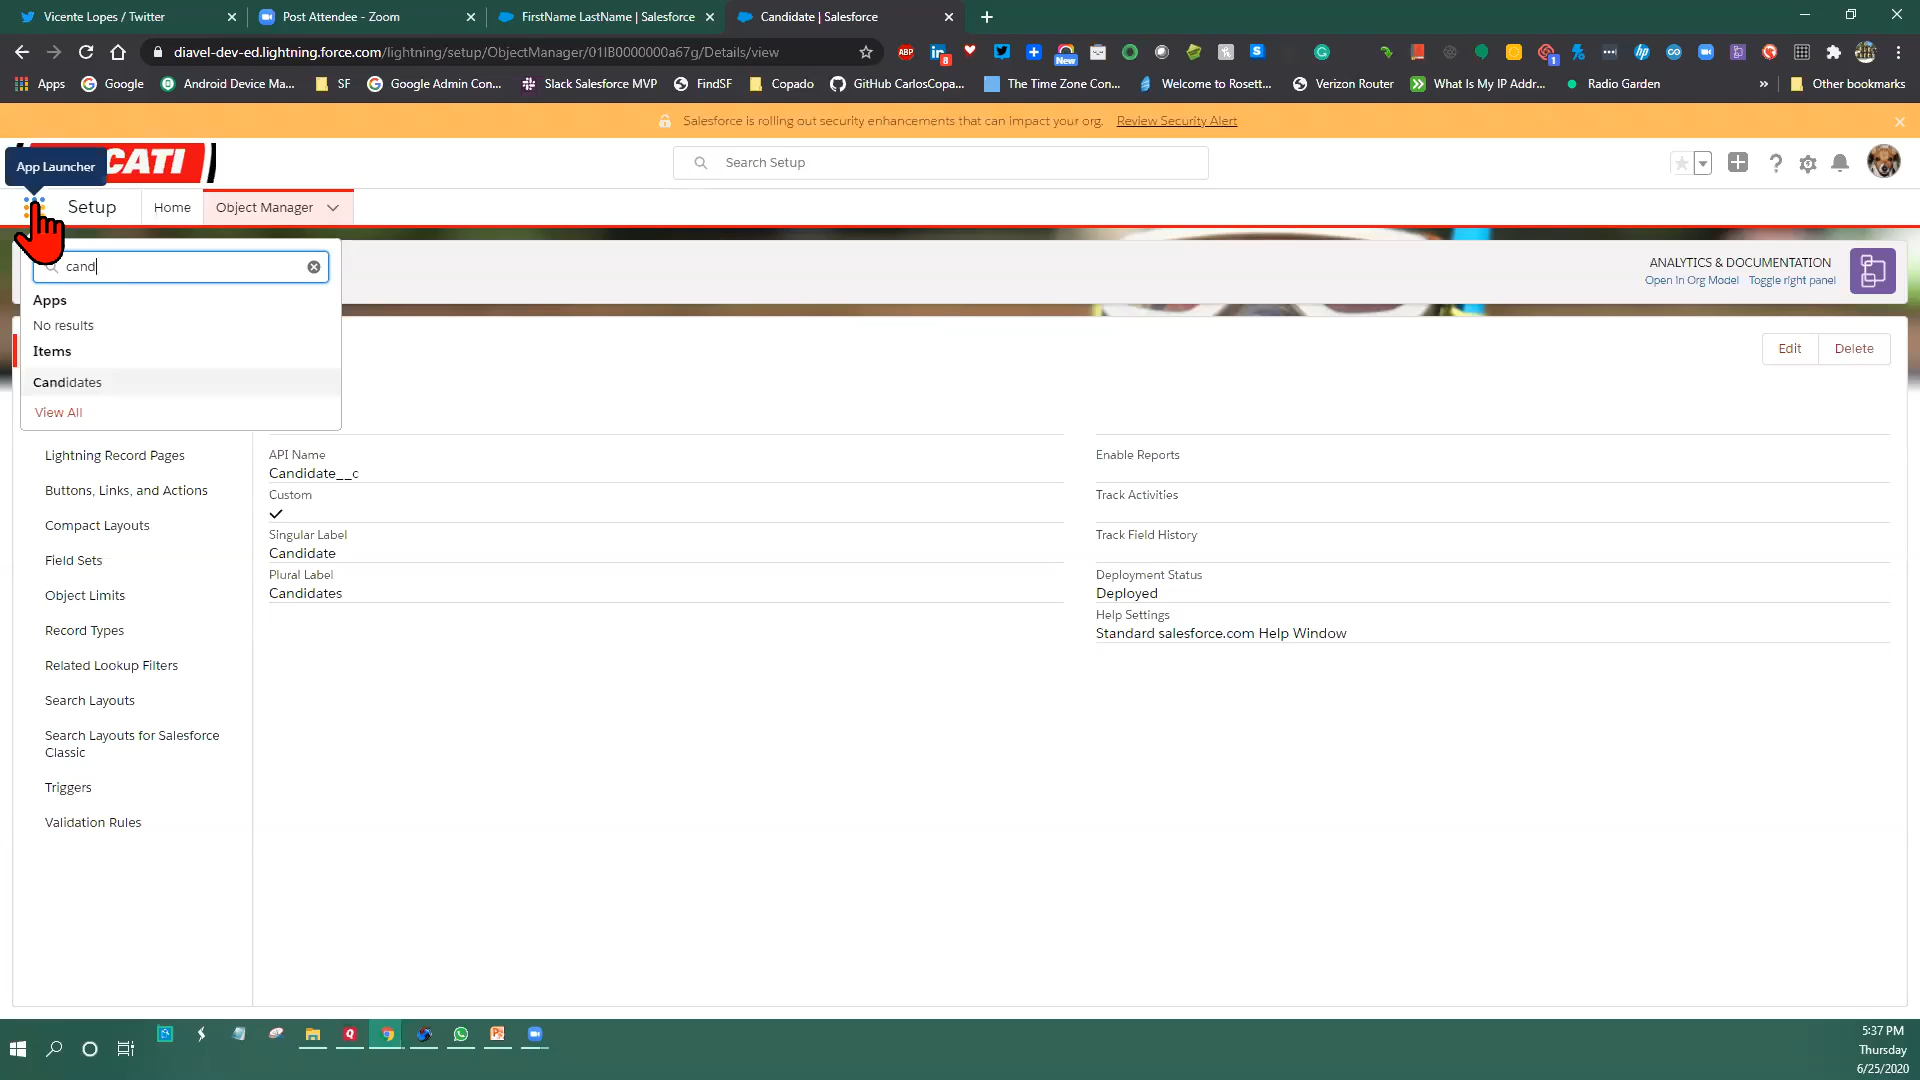 Vicente Lopes / Twitter
Post Attendee - Zoom
FirstName LastName | Salesforce
Candidate | Salesforce
diavel-dev-ed.lightning.force.com/lightning/setup/ObjectManager/01IB0000000a67g/Details/view
ABP
8
New
1
Apps
Google
Android Device Ma...
SF
Google Admin Con...
Slack Salesforce MVP
FindSF
Copado
GitHub CarlosCopa...
The Time Zone Con...
Welcome to Rosett...
Verizon Router
What Is My IP Addr...
Radio Garden
»
Other bookmarks
Salesforce is rolling out security enhancements that can impact your org. Review Security Alert
App Launcher
CATI
Search Setup
Setup
Home
Object Manager
cand
Apps
No results
Items
Candidates
View All
ANALYTICS & DOCUMENTATION
Open In Org Model Toggle right panel
Edit
Delete
Lightning Record Pages
Buttons, Links, and Actions
Compact Layouts
Field Sets
Object Limits
Record Types
Related Lookup Filters
Search Layouts
Search Layouts for Salesforce
Classic
Triggers
Validation Rules
API Name
Candidate__c
Custom
Singular Label
Candidate
Plural Label
Candidates
Enable Reports
Track Activities
Track Field History
Deployment Status
Deployed
Help Settings
Standard salesforce.com Help Window
5:37 PM
Thursday
6/25/2020